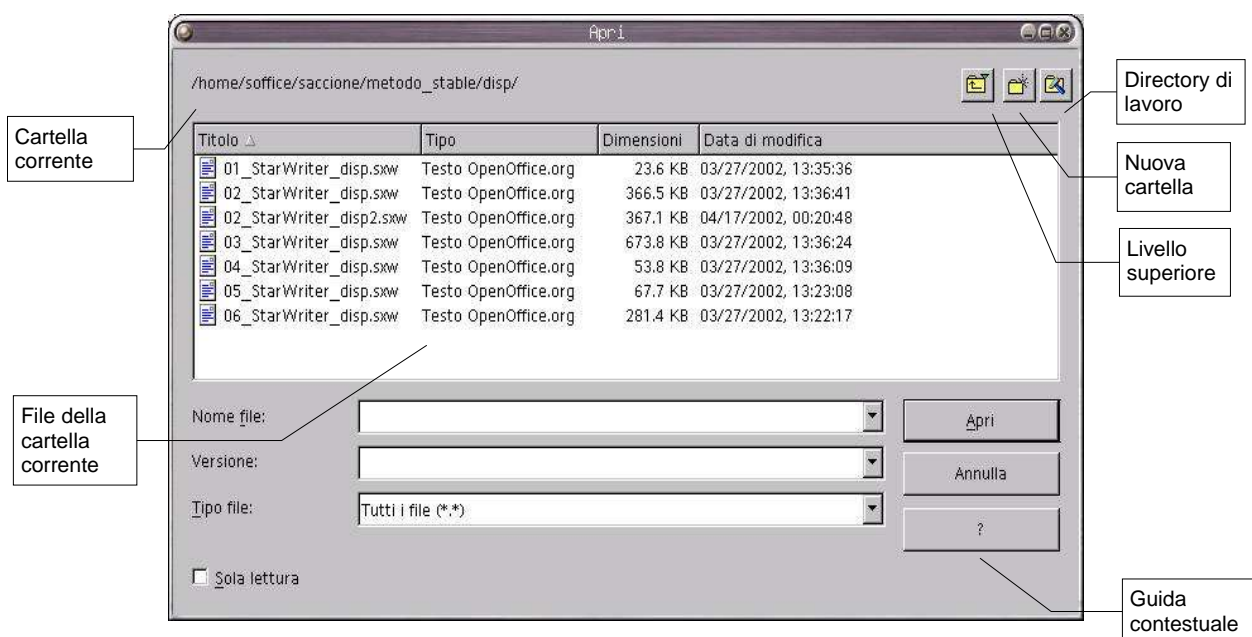 Apri
/home/soffice/saccione/metodo_stable/disp/
Directory di
lavoro
Cartella
corrente
Titolo Tipo Dimensioni Data di modifica
01_StarWriter_disp.sxw Testo OpenOffice.org 23.6 KB 03/27/2002, 13:35:36
02_StarWriter_disp.sxw Testo OpenOffice.org 366.5 KB 03/27/2002, 13:36:41
02_StarWriter_disp2.sxw Testo OpenOffice.org 367.1 KB 04/17/2002, 00:20:48
03_StarWriter_disp.sxw Testo OpenOffice.org 673.8 KB 03/27/2002, 13:36:24
04_StarWriter_disp.sxw Testo OpenOffice.org 53.8 KB 03/27/2002, 13:36:09
05_StarWriter_disp.sxw Testo OpenOffice.org 67.7 KB 03/27/2002, 13:23:08
06_StarWriter_disp.sxw Testo OpenOffice.org 281.4 KB 03/27/2002, 13:22:17
Nuova
cartella
Livello
superiore
File della
cartella
corrente
Nome file:
Apri
Versione:
Annulla
Tipo file: Tutti i file (*.*)
?
Sola lettura
Guida
contestuale